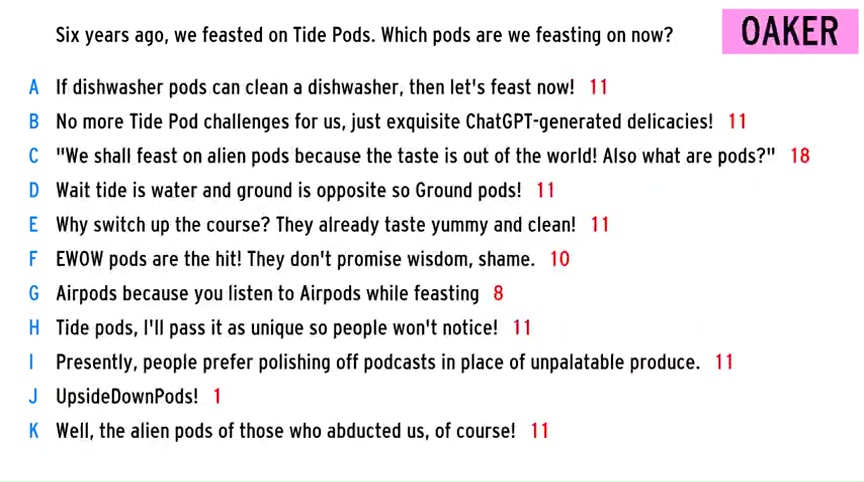 Six years ago, we feasted on Tide Pods. Which pods are we feasting on now?
OAKER
A If dishwasher pods can clean a dishwasher, then let's feast now! 11
B No more Tide Pod challenges for us, just exquisite ChatGPT-generated delicacies! 11
C "We shall feast on alien pods because the taste is out of the world! Also what are pods?" 18
D Wait tide is water and ground is opposite so Ground pods! 11
E Why switch up the course? They already taste yummy and clean! 11
F EWOW pods are the hit! They don't promise wisdom, shame. 10
G Airpods because you listen to Airpods while feasting 8
H Tide pods, I'll pass it as unique so people won't notice! 11
I Presently, people prefer polishing off podcasts in place of unpalatable produce. 11
J UpsideDownPods! 1
K Well, the alien pods of those who abducted us, of course! 11